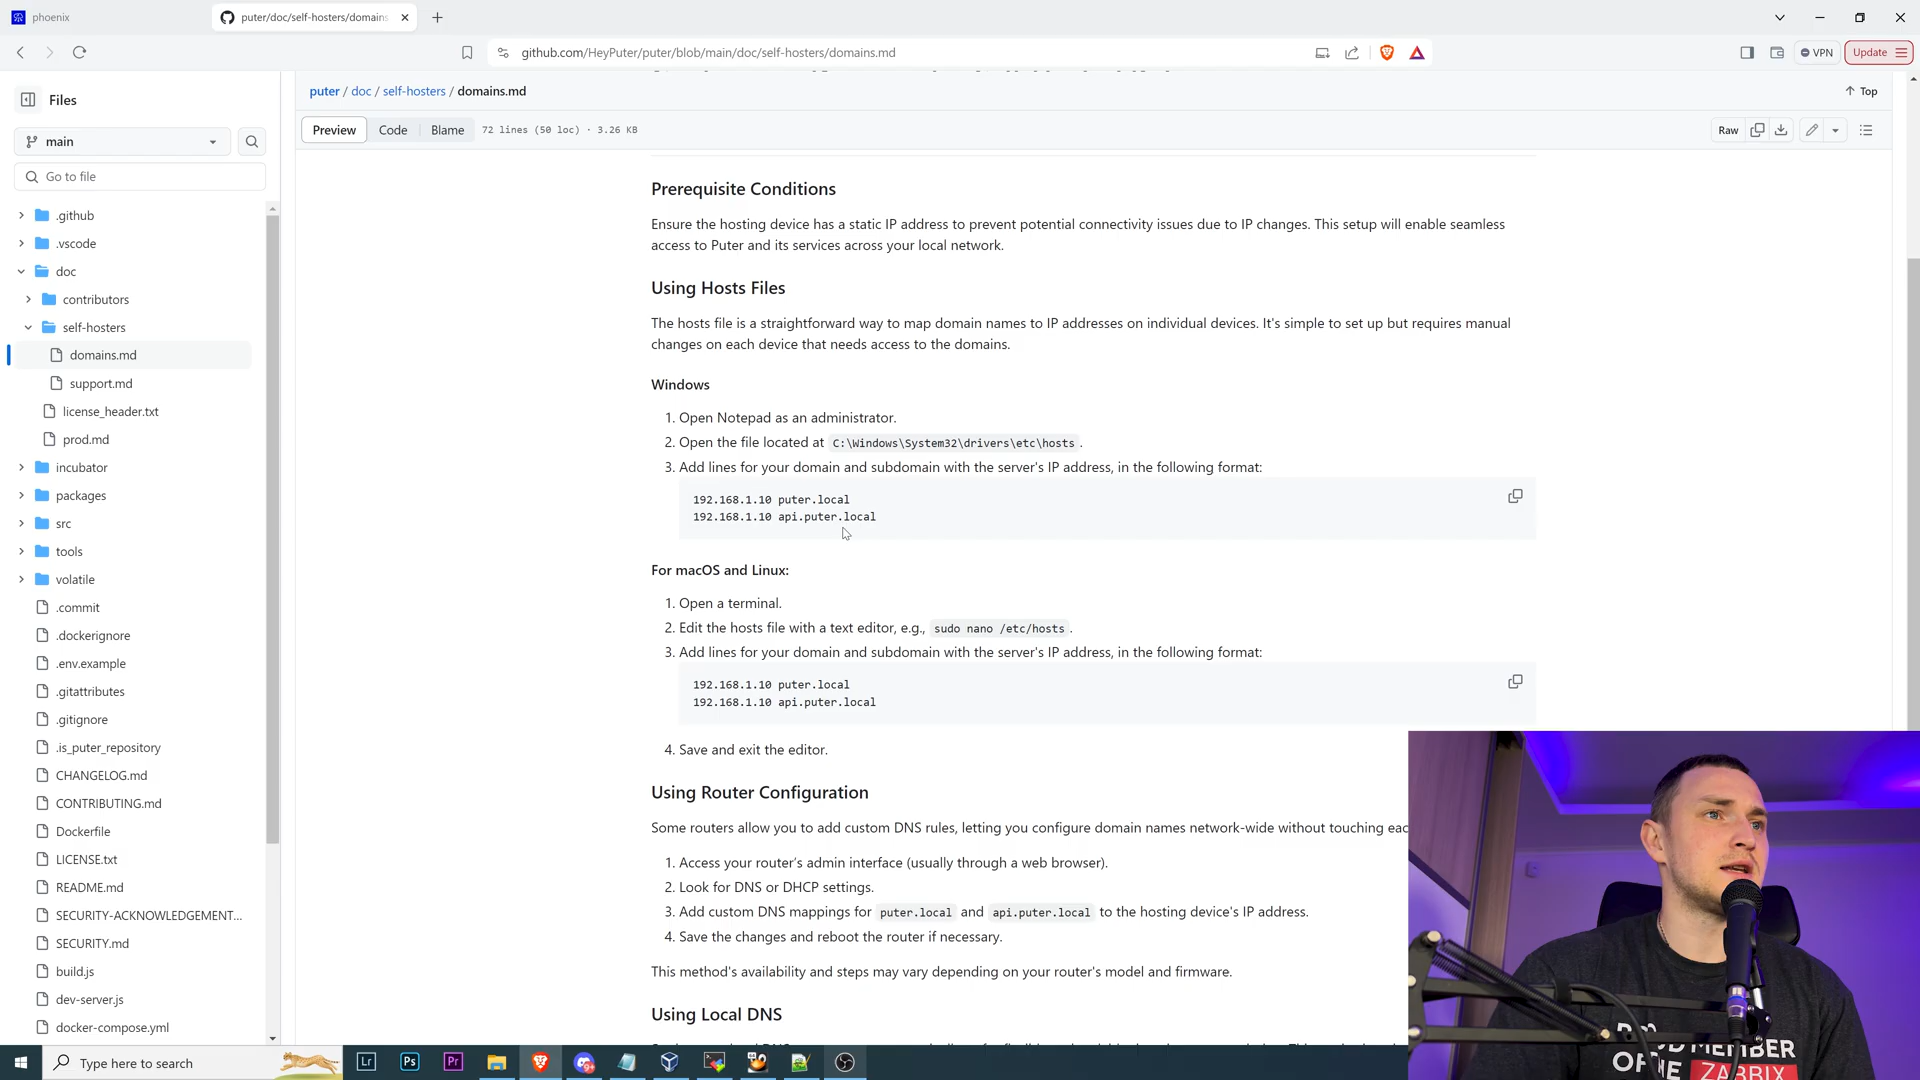 phoenix
puter/doc/self-hosters/domains
github.com/HeyPuter/puter/blob/main/doc/self-hosters/domains.md
VPN
Update
Files
puter / doc / self-hosters / domains.md
Top
main
Preview Code Blame 72 lines (50 loc) · 3.26 KB
Raw
Go to file
.github
.vscode
doc
contributors
self-hosters
domains.md
support.md
license_header.txt
prod.md
incubator
packages
src
tools
volatile
.commit
.dockerignore
.env.example
.gitattributes
.gitignore
.is_puter_repository
CHANGELOG.md
CONTRIBUTING.md
Dockerfile
LICENSE.txt
README.md
SECURITY-ACKNOWLEDGEMENT...
SECURITY.md
build.js
dev-server.js
docker-compose.yml
Prerequisite Conditions
Ensure the hosting device has a static IP address to prevent potential connectivity issues due to IP changes. This setup will enable seamless
access to Puter and its services across your local network.
Using Hosts Files
The hosts file is a straightforward way to map domain names to IP addresses on individual devices. It's simple to set up but requires manual
changes on each device that needs access to the domains.
Windows
1. Open Notepad as an administrator.
2. Open the file located at C:\Windows\System32\drivers\etc\hosts .
3. Add lines for your domain and subdomain with the server's IP address, in the following format:
192.168.1.10 puter.local
192.168.1.10 api.puter.local
For macOS and Linux:
1. Open a terminal.
2. Edit the hosts file with a text editor, e.g., sudo nano /etc/hosts .
3. Add lines for your domain and subdomain with the server's IP address, in the following format:
192.168.1.10 puter.local
192.168.1.10 api.puter.local
4. Save and exit the editor.
Using Router Configuration
Some routers allow you to add custom DNS rules, letting you configure domain names network-wide without touching
1. Access your router's admin interface (usually through a web browser).
2. Look for DNS or DHCP settings.
3. Add custom DNS mappings for puter.local and api.puter.local to the hosting device's IP address.
4. Save the changes and reboot the router if necessary.
This method's availability and steps may vary depending on your router's model and firmware.
Using Local DNS
Type here to search
Lr
Ps
Pr
MEMBER
OF
ZABBIX